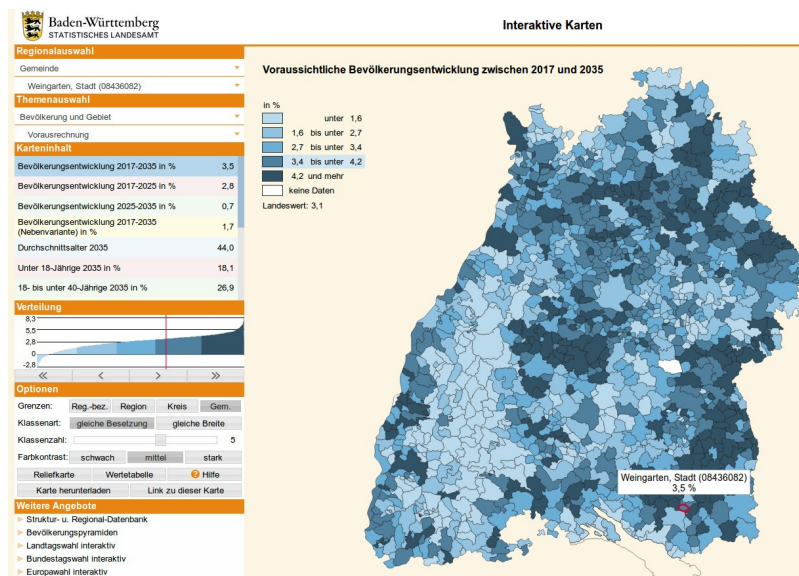 Baden-Württemberg
STATISTISCHES LANDESAMT
Interaktive Karten
Regionalauswahl
Gemeinde
Weingarten, Stadt (08436082)
Themenauswahl
Bevölkerung und Gebiet
Vorausrechnung
Karteninhalt
Bevölkerungsentwicklung 2017-2035 in % 3,5
Bevölkerungsentwicklung 2017-2025 in % 2,8
Bevölkerungsentwicklung 2025-2035 in % 0,7
Bevölkerungsentwicklung 2017-2035
(Nebenvariante) in % 1,7
Durchschnittsalter 2035 44,0
Unter 18-Jährige 2035 in % 18,1
18- bis unter 40-Jährige 2035 in % 26,9
Verteilung
8,3
5,5
2,8
0
-2,8
« < > »
Optionen
Grenzen: Reg.-bez. Region Kreis Gem.
Klassenart: gleiche Besetzung gleiche Breite
Klassenzahl: 5
Farbkontrast: schwach mittel stark
Reliefkarte Wertetabelle ? Hilfe
Karte herunterladen Link zu dieser Karte
Weitere Angebote
Struktur- u. Regional-Datenbank
Bevölkerungspyramiden
Landtagswahl interaktiv
Bundestagswahl interaktiv
Europawahl interaktiv
Voraussichtliche Bevölkerungsentwicklung zwischen 2017 und 2035
in %
unter 1,6
1,6 bis unter 2,7
2,7 bis unter 3,4
3,4 bis unter 4,2
4,2 und mehr
keine Daten
Landeswert: 3,1
Weingarten, Stadt (08436082)
3,5 %